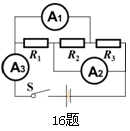 A₁
R₁ R₂ R₃
A₃ A₂
S
16题